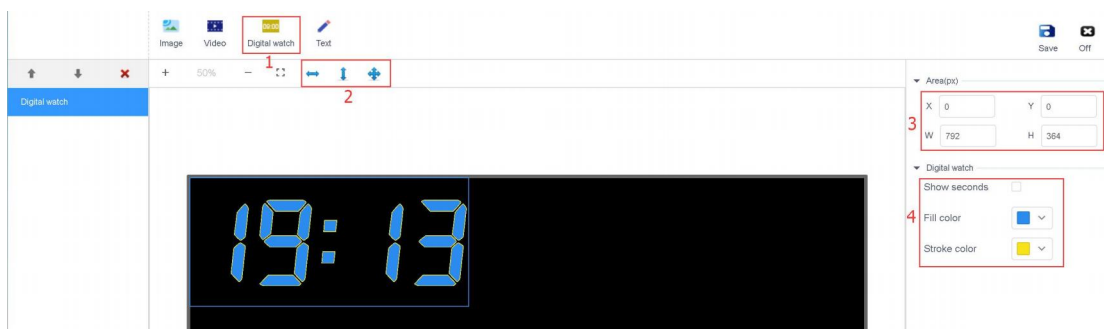 09:00
Image Video Digital watch Text
Save Off
1
+ 50% −
2
Digital watch
Area(px)
X 0 Y 0
3
W 792 H 364
Digital watch
Show seconds
4 Fill color
Stroke color
19:13